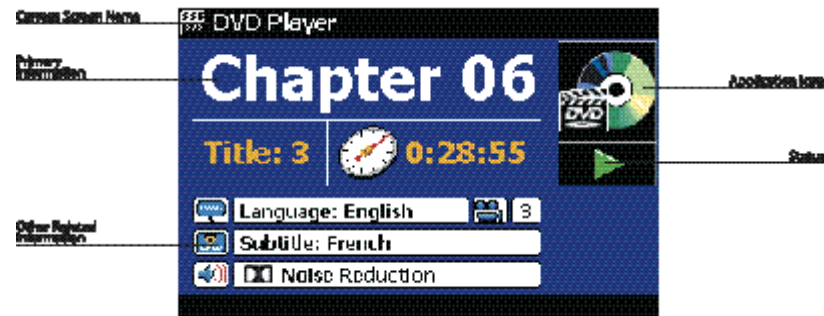 Current Screen Name
DVD Player
Primary
Information
Chapter 06
DVD
Application Icon
Title: 3
0:28:55
Status
Language: English
3
Other Related
Information
Subtitle: French
Noise Reduction